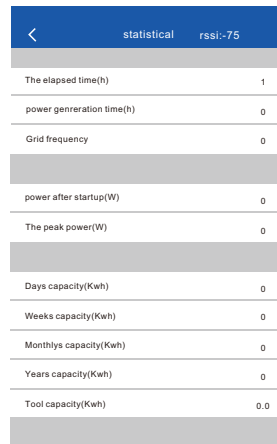 statistical rssi:-75
The elapsed time(h) 1
power genreration time(h) 0
Grid frequency 0
power after startup(W) 0
The peak power(W) 0
Days capacity(Kwh) 0
Weeks capacity(Kwh) 0
Monthlys capacity(Kwh) 0
Years capacity(Kwh) 0
Tool capacity(Kwh) 0.0